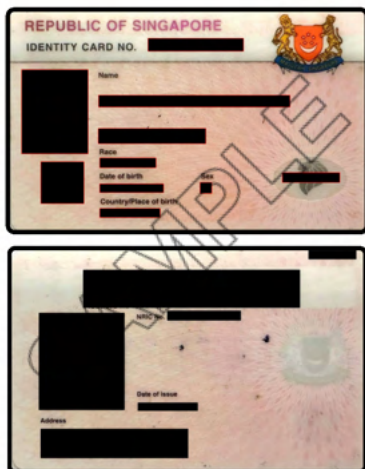 REPUBLIC OF SINGAPORE
IDENTITY CARD NO.
Name
Race
Date of birth Sex
Country/Place of birth
SAMPLE
NRIC No.
Date of issue
Address